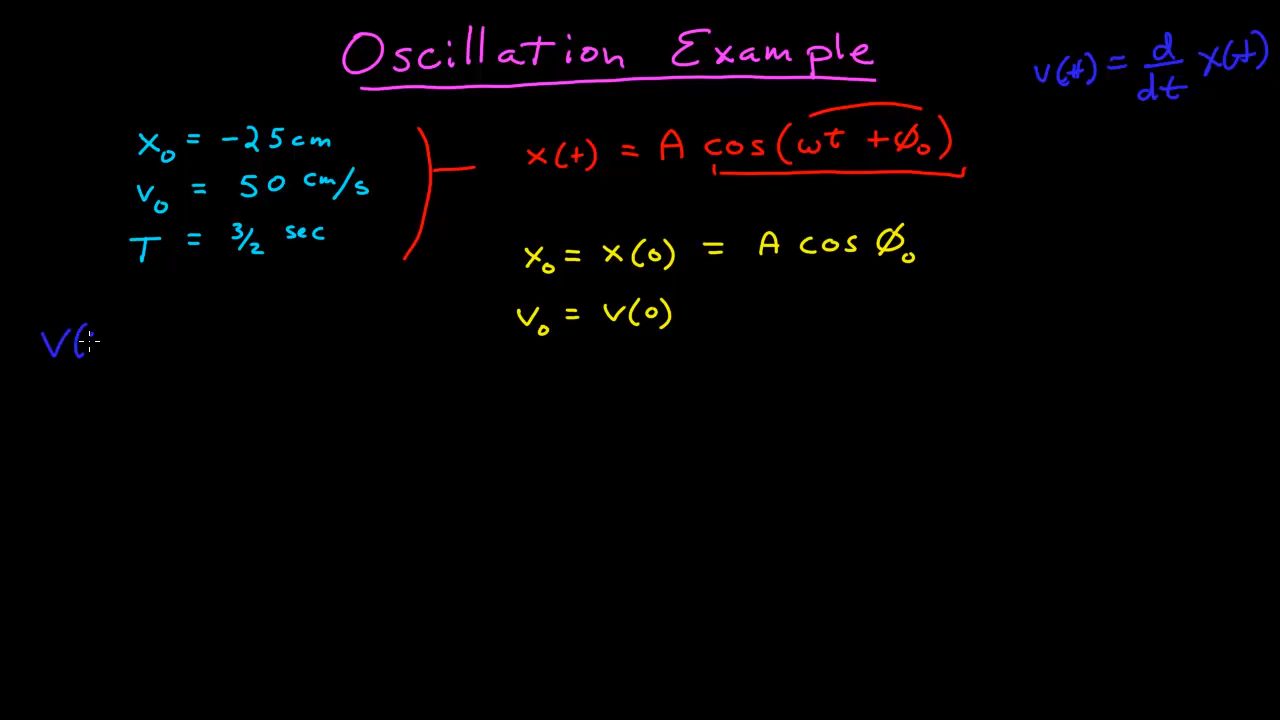 Oscillation Example
v(t) = d/dt x(t)
x₀ = -25 cm
v₀ = 50 cm/s
T = 3/2 sec
x(t) = A cos(ωt + φ₀)
x₀ = x(0) = A cos φ₀
v₀ = v(0)
V(